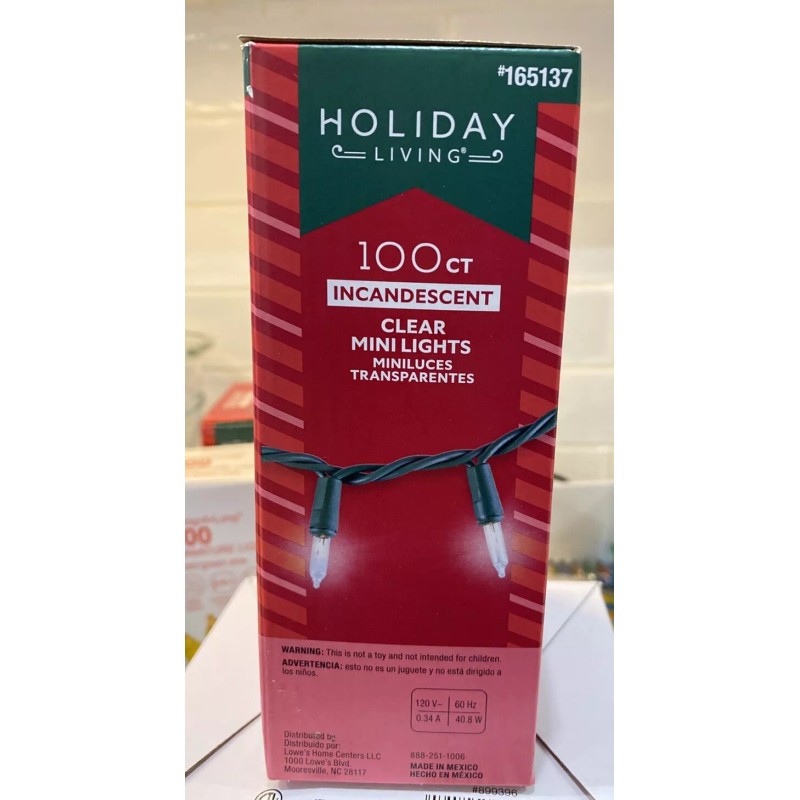 #165137
HOLIDAY
LIVING®
100CT
INCANDESCENT
CLEAR
MINI LIGHTS
MINILUCES
TRANSPARENTES
WARNING: This is not a toy and not intended for children.
ADVERTENCIA: esto no es un juguete y no está dirigido a
los niños.
120 V~ 60 Hz
0.34 A 40.8 W
Distributed by:
Distribuido por:
Lowe's Home Centers LLC
1000 Lowe's Blvd.
Mooresville, NC 28117
888-251-1006
MADE IN MEXICO
HECHO EN MÉXICO
#899396
00